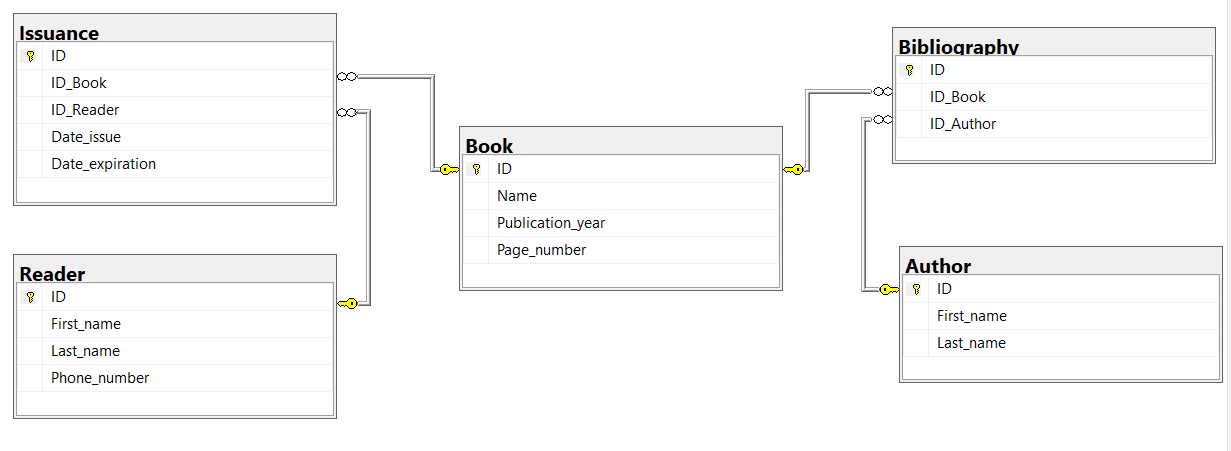 Issuance
ID
ID_Book
ID_Reader
Date_issue
Date_expiration
Reader
ID
First_name
Last_name
Phone_number
Book
ID
Name
Publication_year
Page_number
Bibliography
ID
ID_Book
ID_Author
Author
ID
First_name
Last_name